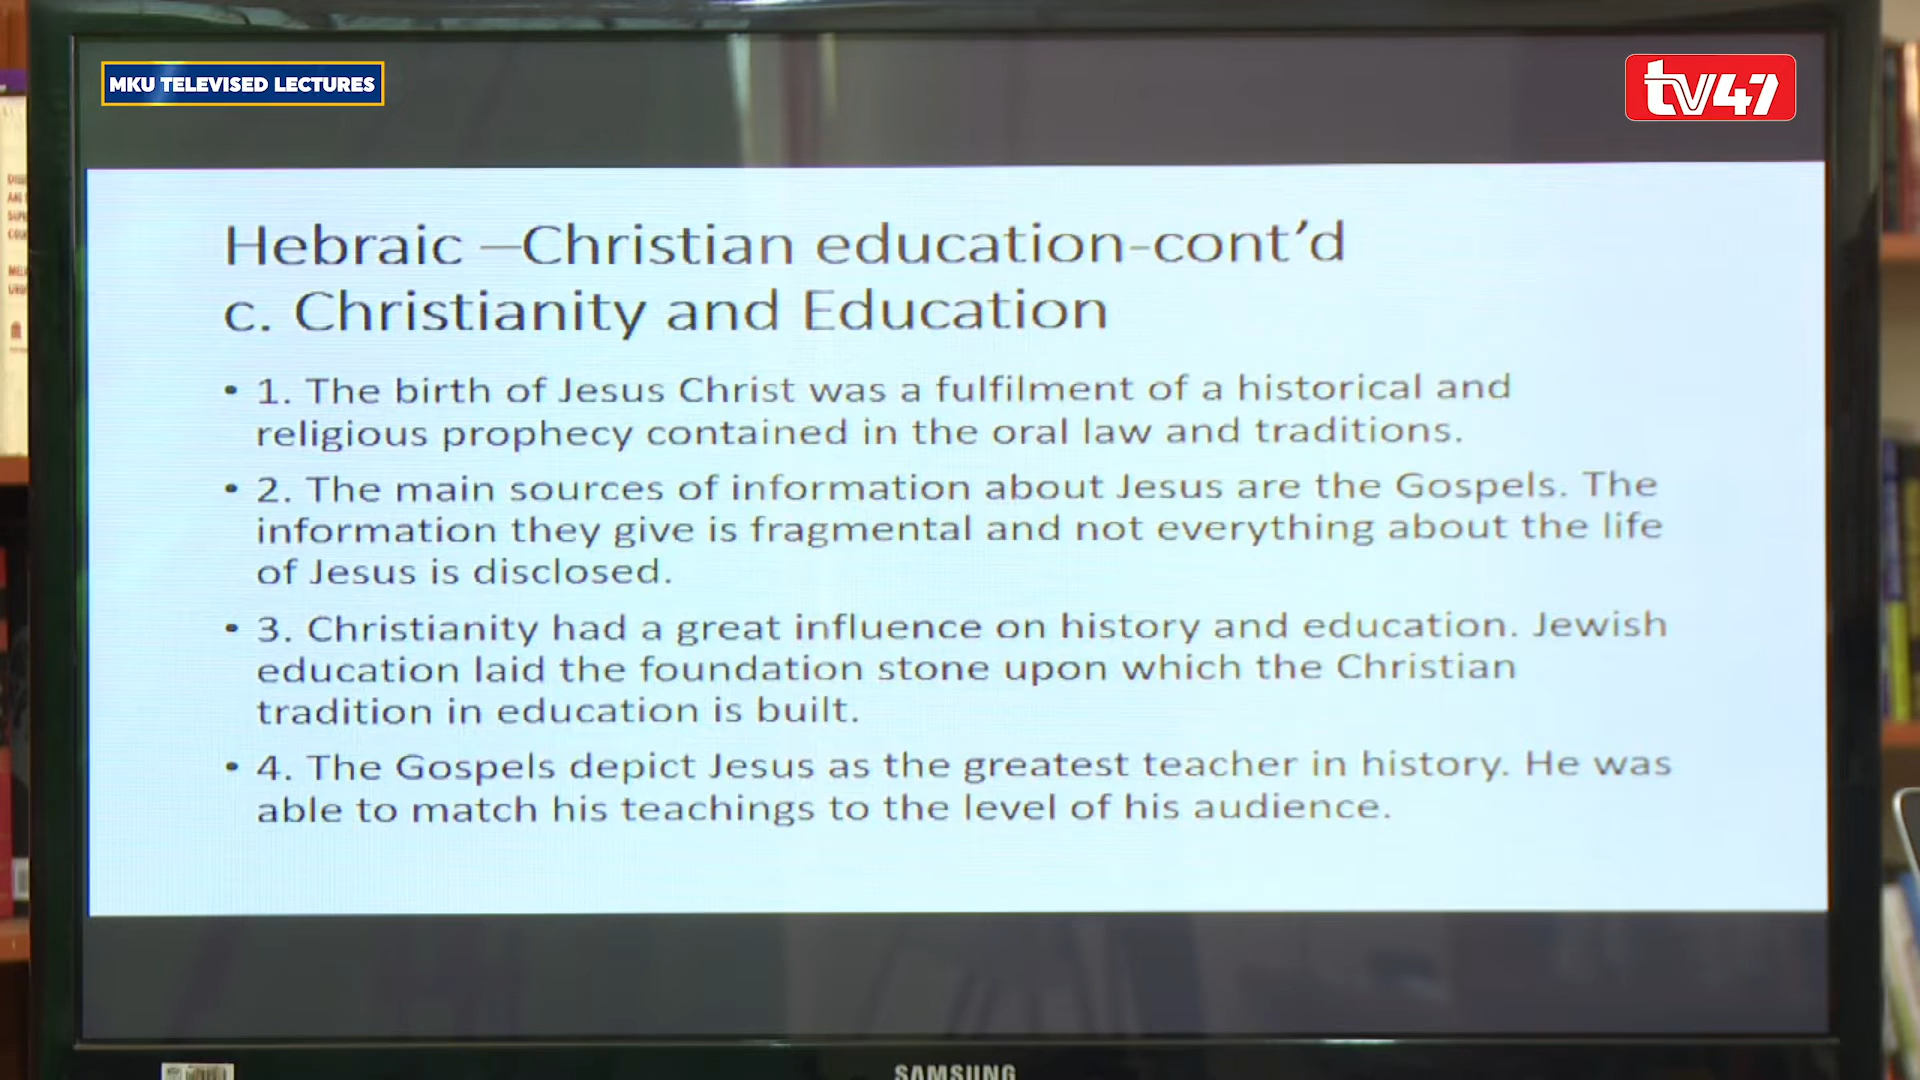 MKU TELEVISED LECTURES
tv47
Hebraic –Christian education-cont’d
c. Christianity and Education
• 1. The birth of Jesus Christ was a fulfilment of a historical and
religious prophecy contained in the oral law and traditions.
• 2. The main sources of information about Jesus are the Gospels. The
information they give is fragmental and not everything about the life
of Jesus is disclosed.
• 3. Christianity had a great influence on history and education. Jewish
education laid the foundation stone upon which the Christian
tradition in education is built.
• 4. The Gospels depict Jesus as the greatest teacher in history. He was
able to match his teachings to the level of his audience.
SAMSUNG